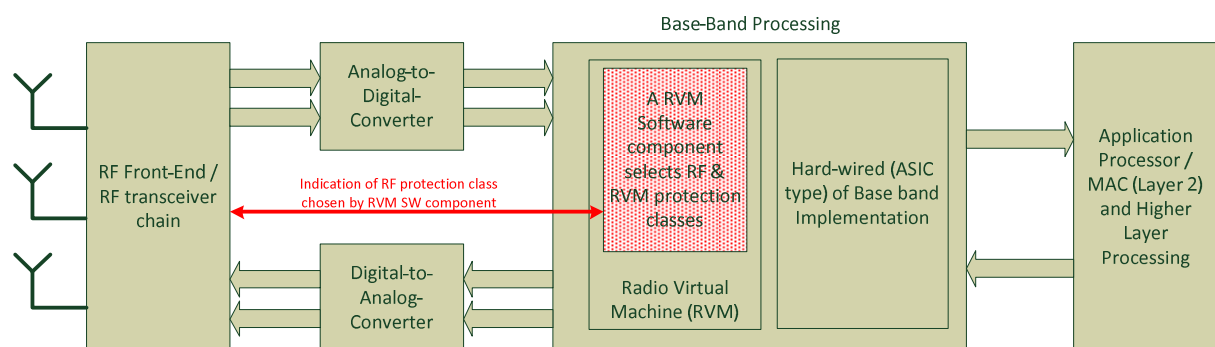 Base-Band Processing
RF Front-End /
RF transceiver
chain
Analog-to-
Digital-
Converter
Indication of RF protection class
chosen by RVM SW component
Digital-to-
Analog-
Converter
A RVM
Software
component
selects RF &
RVM protection
classes
Radio Virtual
Machine (RVM)
Hard-wired (ASIC
type) of Base band
Implementation
Application
Processor /
MAC (Layer 2)
and Higher
Layer
Processing